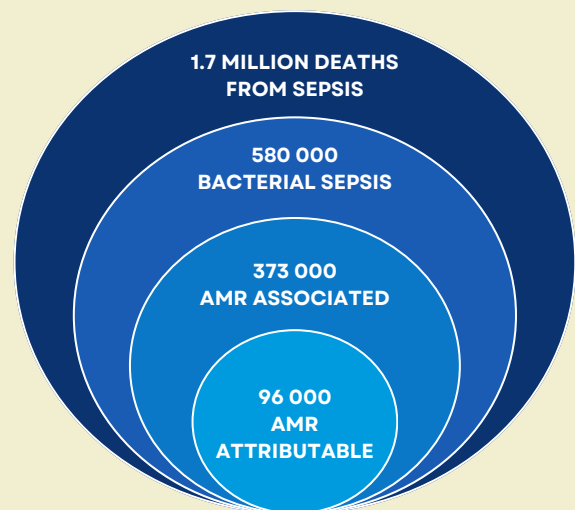 1.7 MILLION DEATHS
FROM SEPSIS
580 000
BACTERIAL SEPSIS
373 000
AMR ASSOCIATED
96 000
AMR
ATTRIBUTABLE